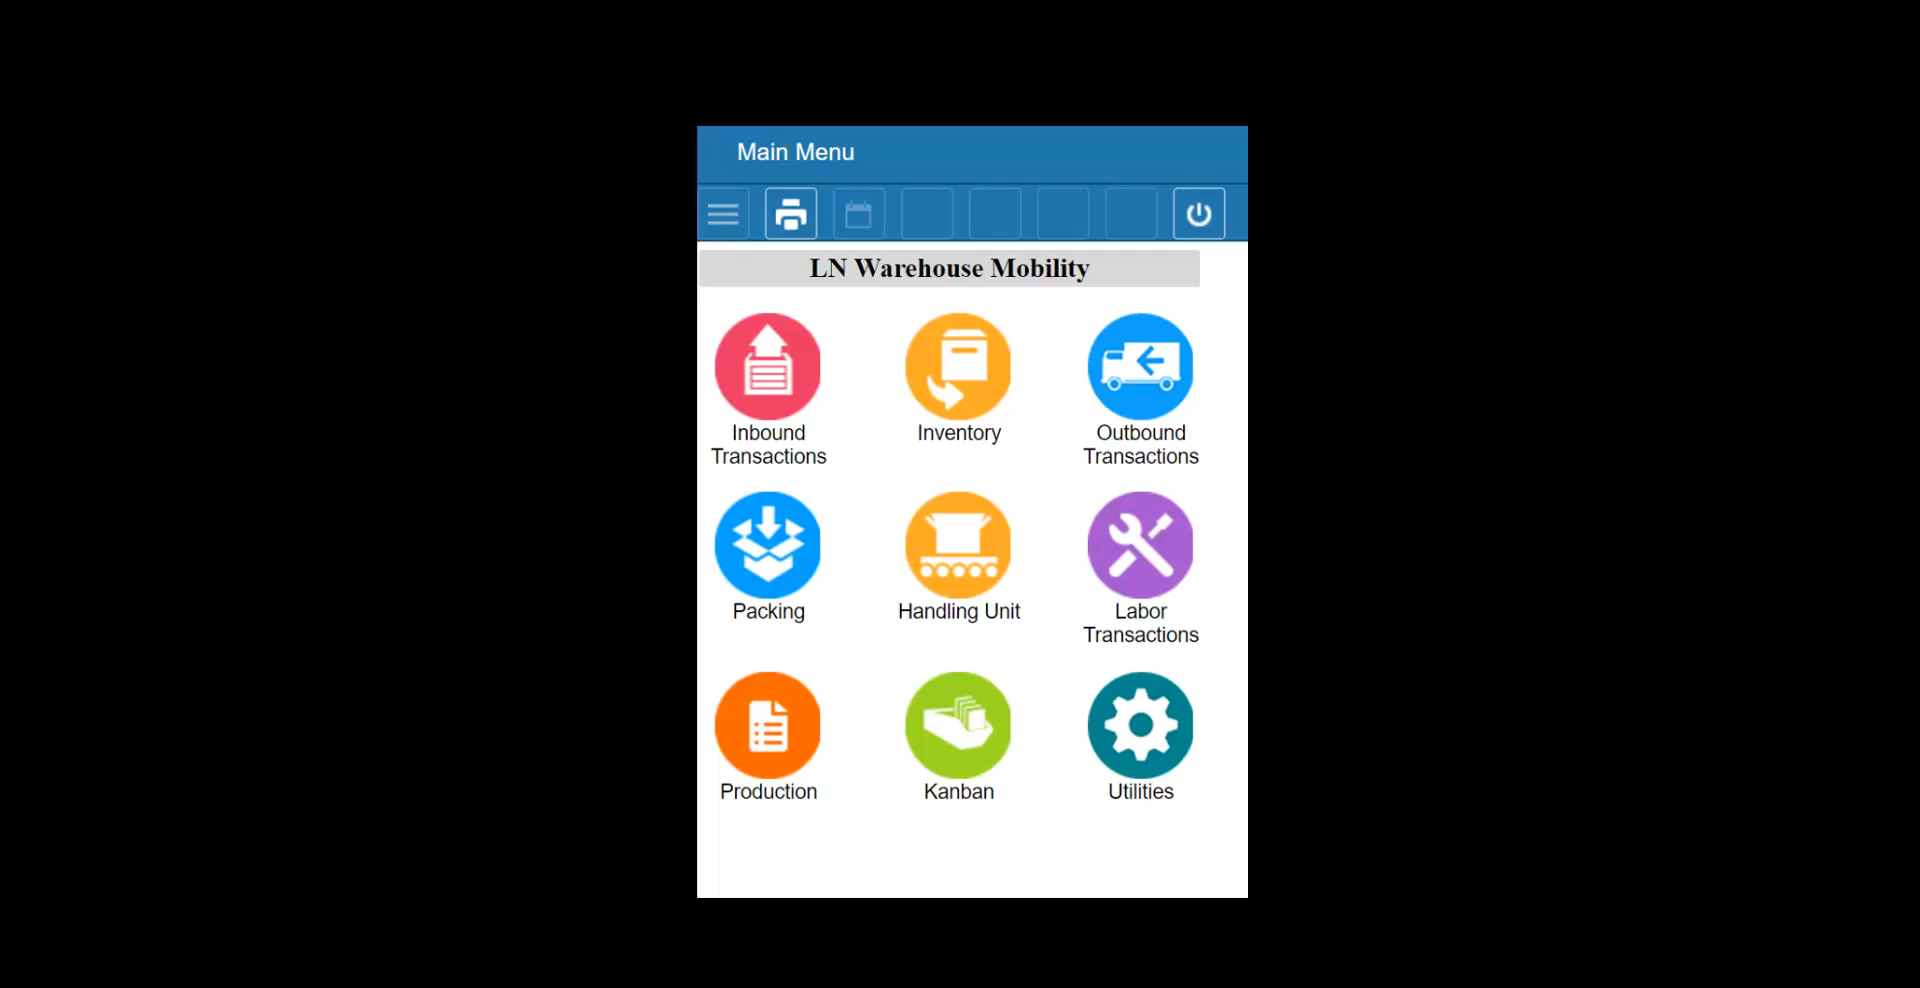 Main Menu
LN Warehouse Mobility
Inbound
Transactions
Inventory
Outbound
Transactions
Packing
Handling Unit
Labor
Transactions
Production
Kanban
Utilities